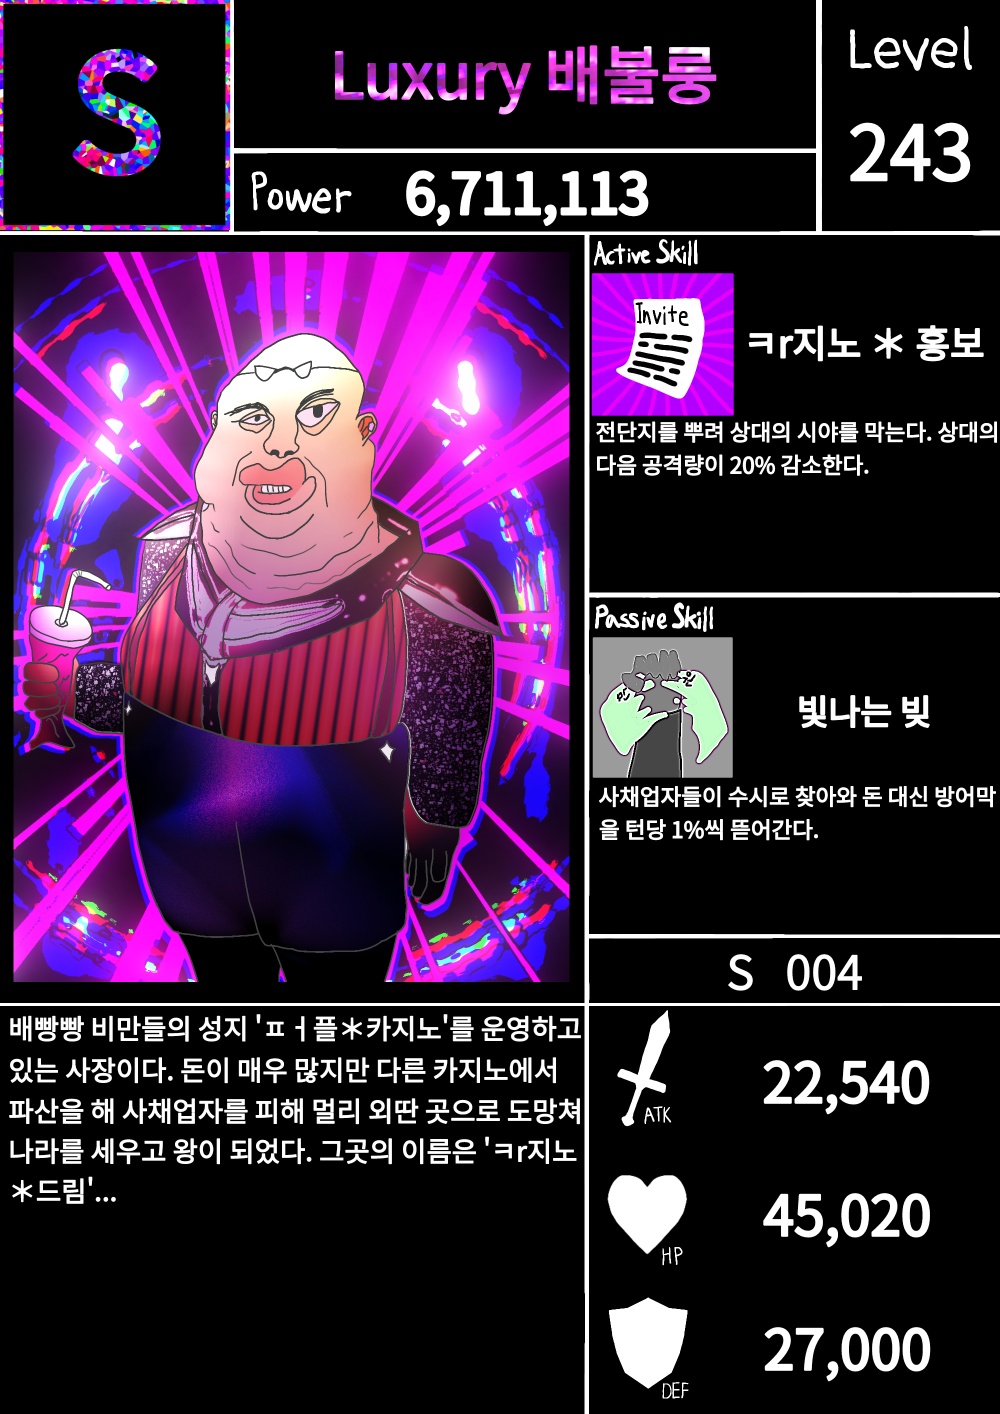 S
Luxury 배불룽
Level
243
Power 6,711,113
Active Skill
Invite
ㅋr지노 ＊ 홍보
전단지를 뿌려 상대의 시야를 막는다. 상대의
다음 공격량이 20% 감소한다.
Passive Skill
빛나는 빚
사채업자들이 수시로 찾아와 돈 대신 방어막
을 턴당 1%씩 뜯어간다.
S 004
배빵빵 비만들의 성지 'ㅍㅓ플＊카지노'를 운영하고
있는 사장이다. 돈이 매우 많지만 다른 카지노에서
파산을 해 사채업자를 피해 멀리 외딴 곳으로 도망쳐
나라를 세우고 왕이 되었다. 그곳의 이름은 'ㅋr지노
＊드림'...
22,540
ATK
45,020
HP
27,000
DEF